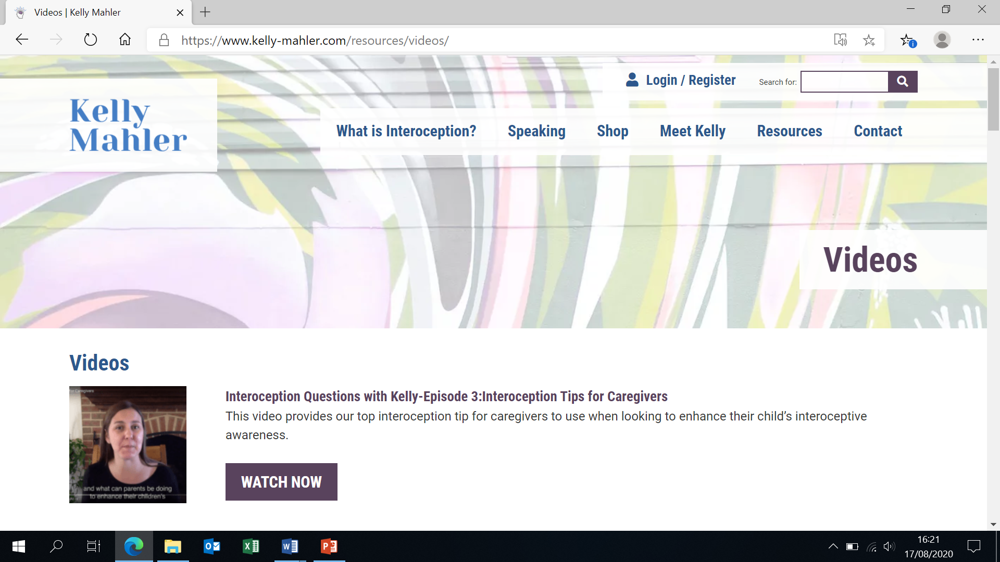 Videos | Kelly Mahler
https://www.kelly-mahler.com/resources/videos/
Login / Register
Search for:
Kelly
Mahler
What is Interoception?
Speaking
Shop
Meet Kelly
Resources
Contact
Videos
Videos
Caregivers
Interoception Questions with Kelly-Episode 3:Interoception Tips for Caregivers
This video provides our top interoception tip for caregivers to use when looking to enhance their child’s interoceptive
awareness.
and what can parents be doing
to enhance their children's
WATCH NOW
16:21
17/08/2020